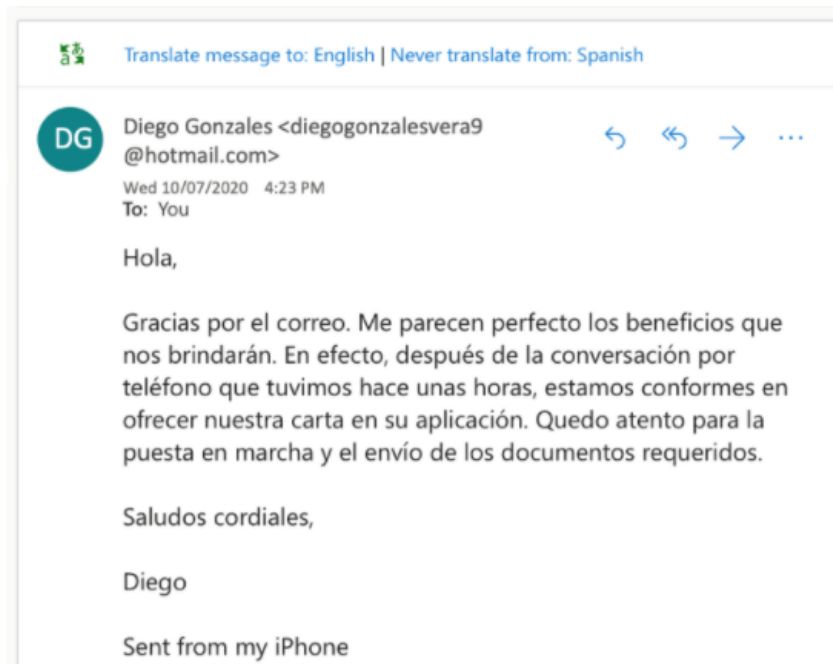 Translate message to: English | Never translate from: Spanish
DG
Diego Gonzales <diegogonzalesvera9
@hotmail.com>
Wed 10/07/2020 4:23 PM
To: You
Hola,
Gracias por el correo. Me parecen perfecto los beneficios que
nos brindarán. En efecto, después de la conversación por
teléfono que tuvimos hace unas horas, estamos conformes en
ofrecer nuestra carta en su aplicación. Quedo atento para la
puesta en marcha y el envío de los documentos requeridos.
Saludos cordiales,
Diego
Sent from my iPhone